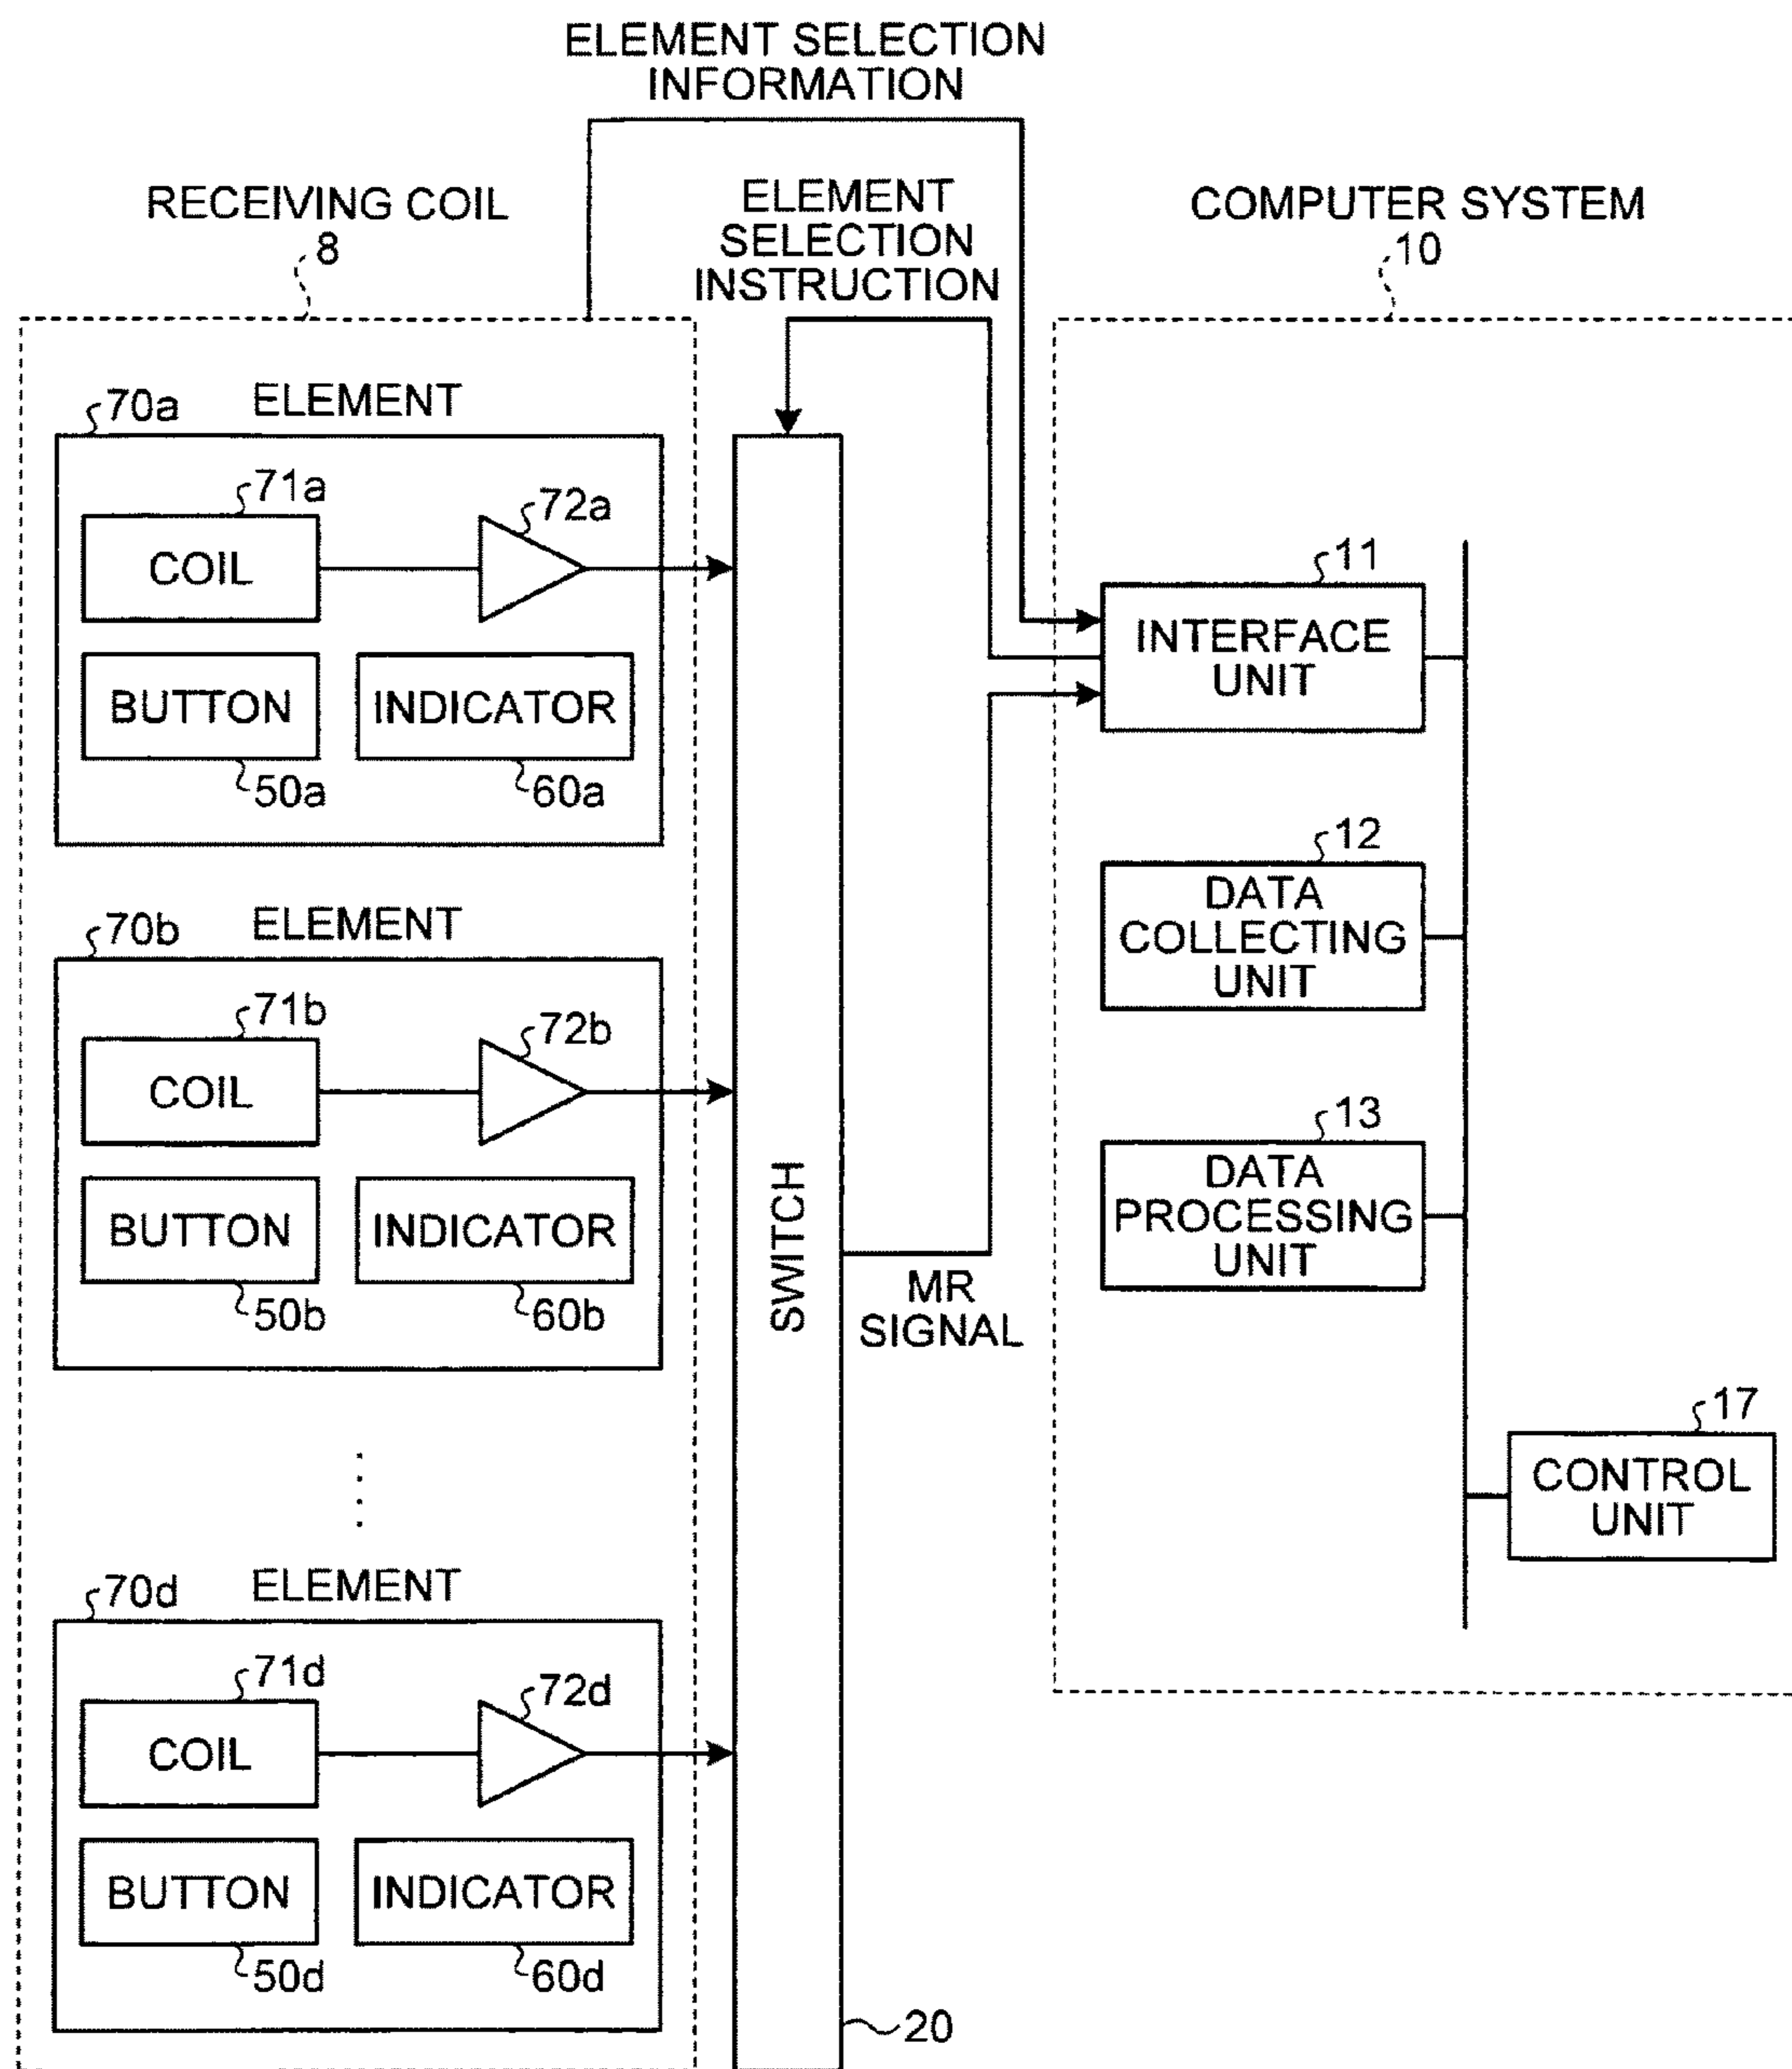 ELEMENT SELECTION
INFORMATION
RECEIVING COIL
8
ELEMENT
SELECTION
INSTRUCTION
COMPUTER SYSTEM
10
70a
ELEMENT
71a
COIL
72a
BUTTON
50a
INDICATOR
60a
70b
ELEMENT
71b
COIL
72b
BUTTON
50b
INDICATOR
60b
70d
ELEMENT
71d
COIL
72d
BUTTON
50d
INDICATOR
60d
SWITCH
20
MR
SIGNAL
11
INTERFACE
UNIT
12
DATA
COLLECTING
UNIT
13
DATA
PROCESSING
UNIT
17
CONTROL
UNIT